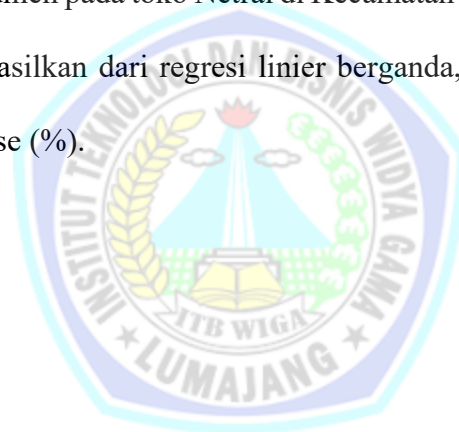 pada toko Netral di Kecamatan
asilkan dari regresi linier berganda,
se (%).
INSTITUT TEKNOLOGI DAN BISNIS WIDYA GAMA
ITB WIGA
LUMAJANG